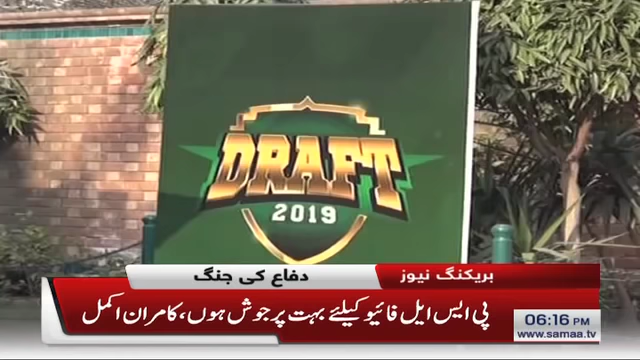 DRAFT
2019
بریکنگ نیوز
دفاع کی جنگ
پی ایس ایل فائیو کیلئے بہت پرجوش ہوں، کامران اکمل
06:16 PM
www.samaa.tv